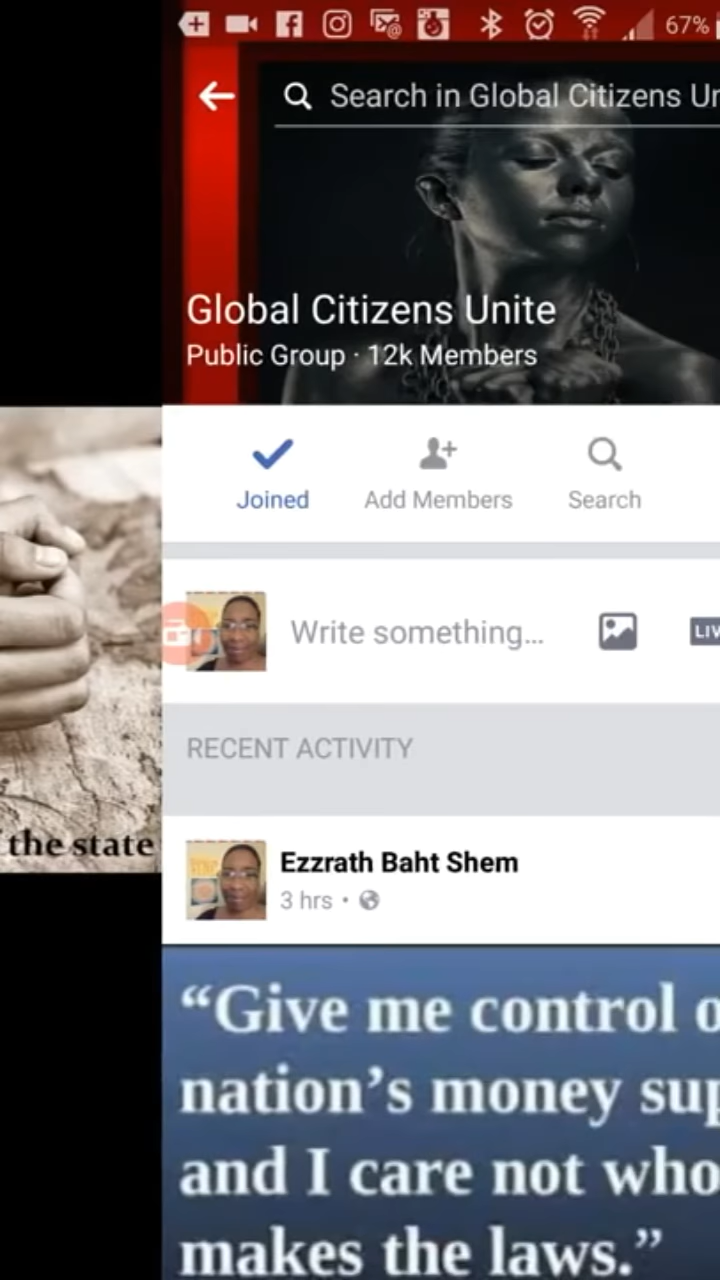 67%
Search in Global Citizens Un
Global Citizens Unite
Public Group · 12k Members
Joined
Add Members
Search
Write something...
LIV
RECENT ACTIVITY
the state
Ezzrath Baht Shem
3 hrs •
“Give me control o
nation’s money sup
and I care not who
makes the laws.”